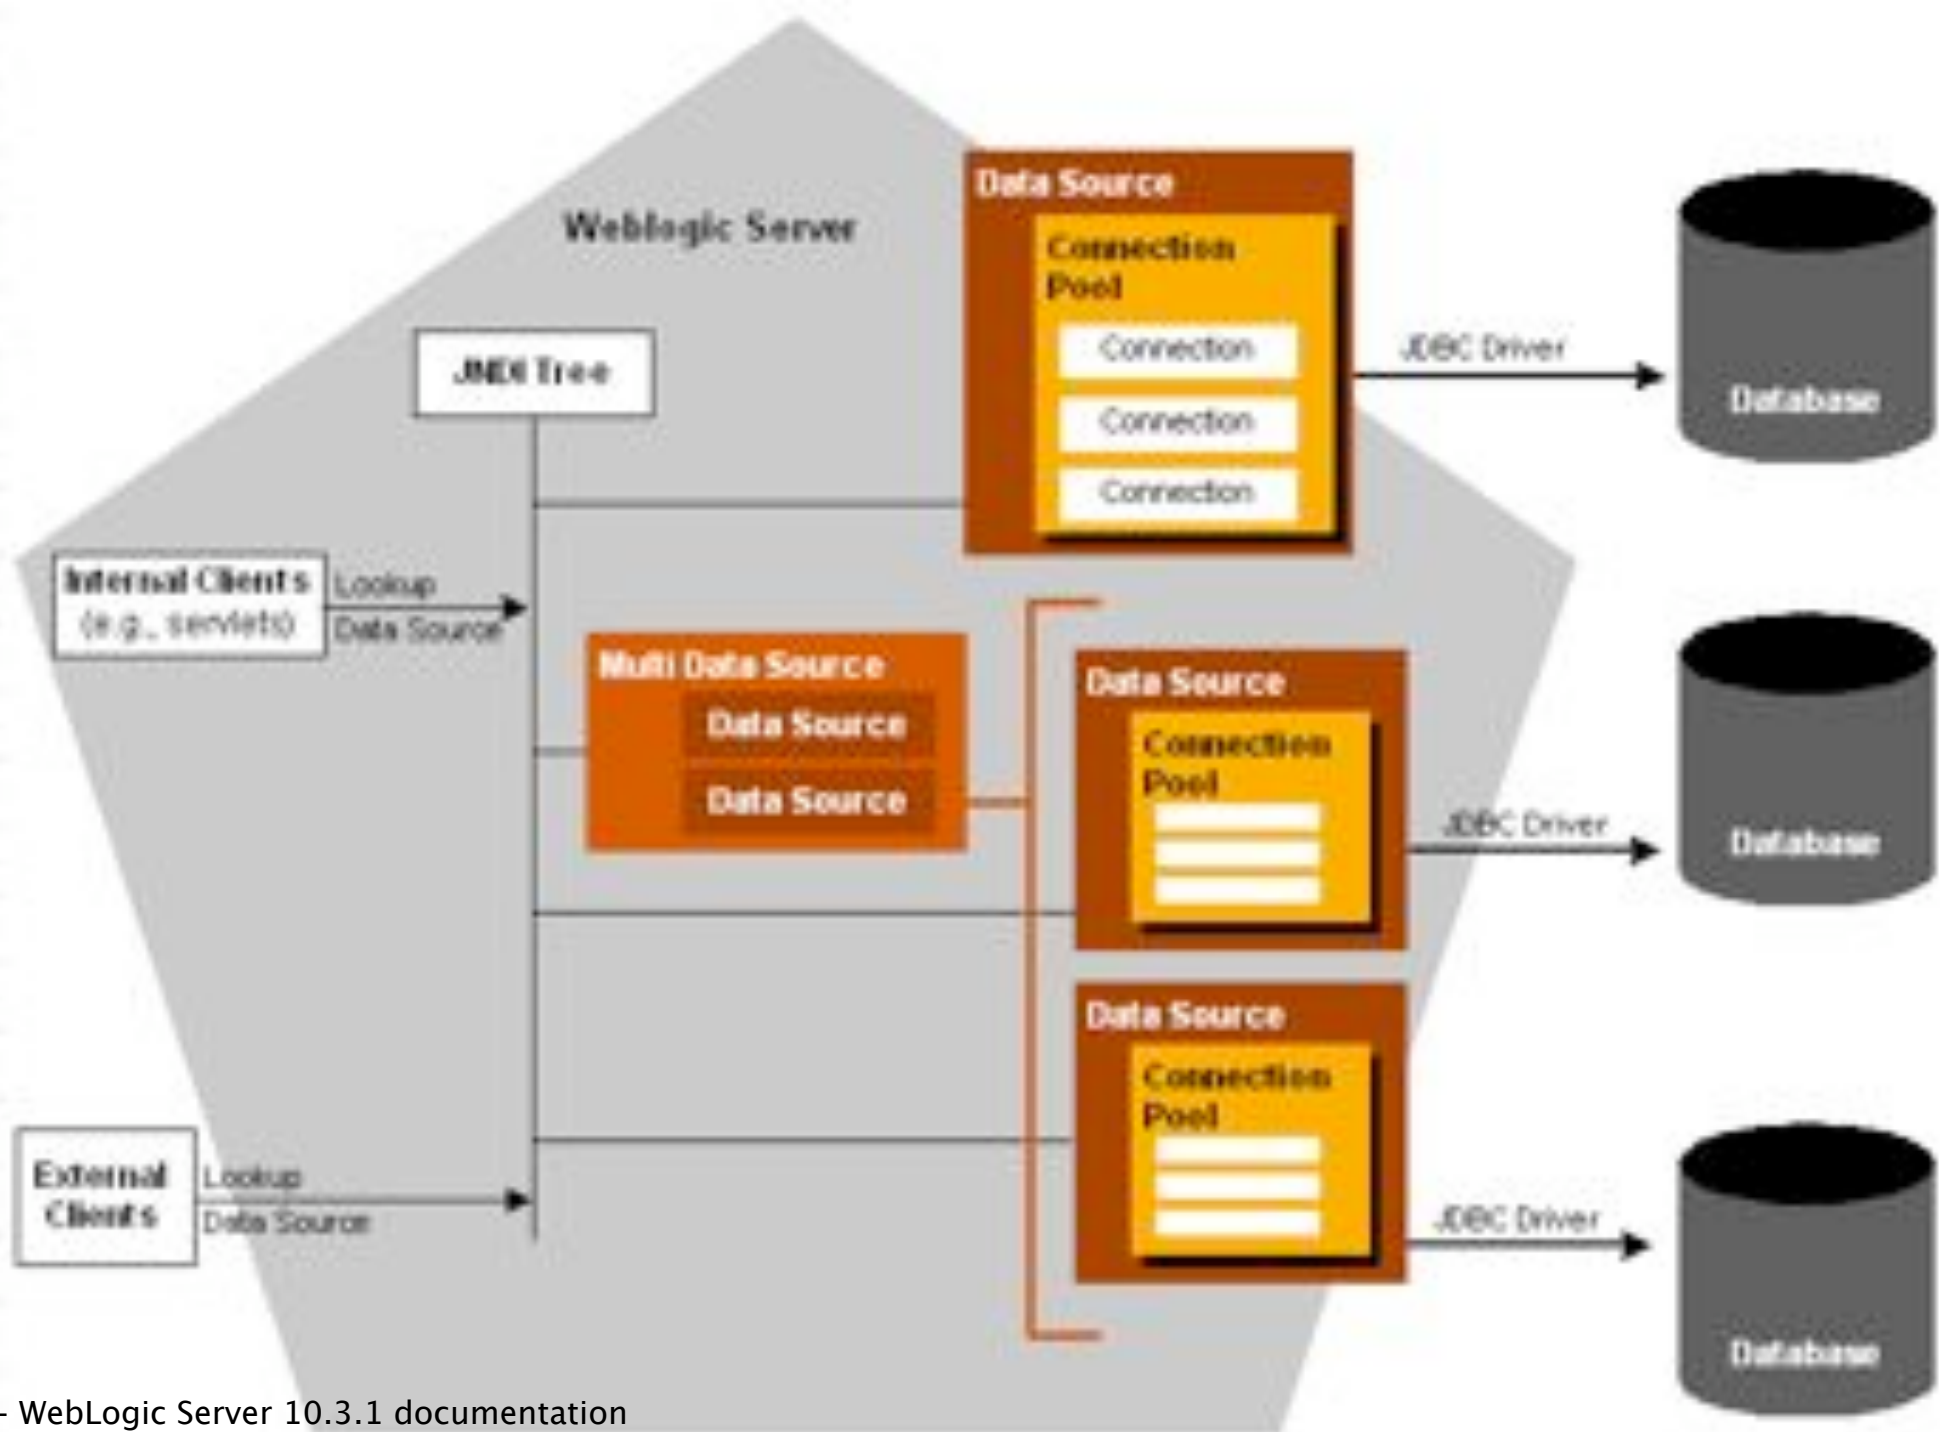 Weblogic Server
Data Source
Connection
Pool
Connection
Connection
Connection
JDBC Driver
Database
JNDI Tree
Internal Clients
(e.g., servlets)
Lookup
Data Source
Multi Data Source
Data Source
Data Source
Data Source
Connection
Pool
JDBC Driver
Database
Data Source
Connection
Pool
JDBC Driver
Database
External
Clients
Lookup
Data Source
- WebLogic Server 10.3.1 documentation